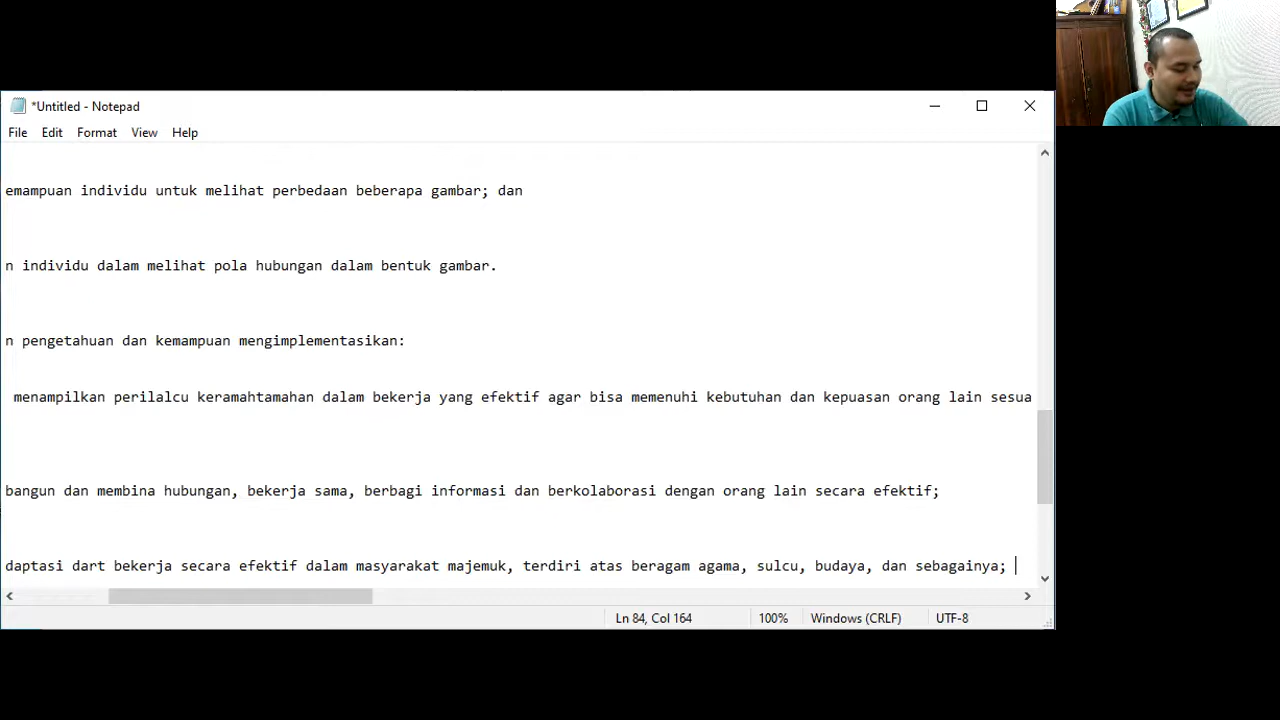 *Untitled - Notepad
File Edit Format View Help
emampuan individu untuk melihat perbedaan beberapa gambar; dan
n individu dalam melihat pola hubungan dalam bentuk gambar.
n pengetahuan dan kemampuan mengimplementasikan:
menampilkan perilalcu keramahtamahan dalam bekerja yang efektif agar bisa memenuhi kebutuhan dan kepuasan orang lain sesua
bangun dan membina hubungan, bekerja sama, berbagi informasi dan berkolaborasi dengan orang lain secara efektif;
daptasi dart bekerja secara efektif dalam masyarakat majemuk, terdiri atas beragam agama, sulcu, budaya, dan sebagainya;
Ln 84, Col 164 100% Windows (CRLF) UTF-8